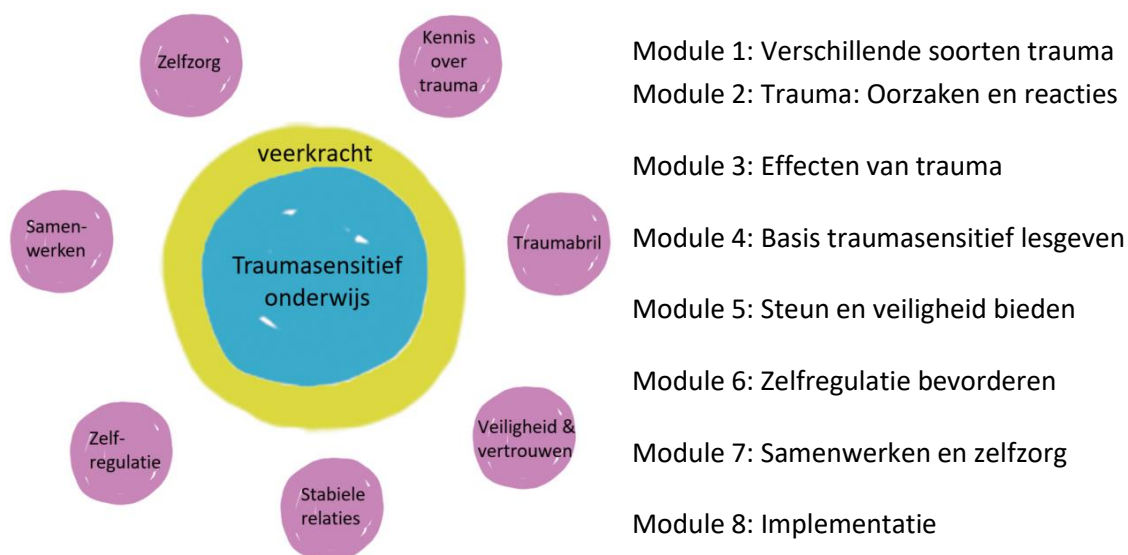 Zelfzorg
Kennis
over
trauma
veerkracht
Samen-
werken
Traumasensitief
onderwijs
Traumabril
Zelf-
regulatie
Veiligheid &
vertrouwen
Stabiele
relaties
Module 1: Verschillende soorten trauma
Module 2: Trauma: Oorzaken en reacties
Module 3: Effecten van trauma
Module 4: Basis traumasensitief lesgeven
Module 5: Steun en veiligheid bieden
Module 6: Zelfregulatie bevorderen
Module 7: Samenwerken en zelfzorg
Module 8: Implementatie